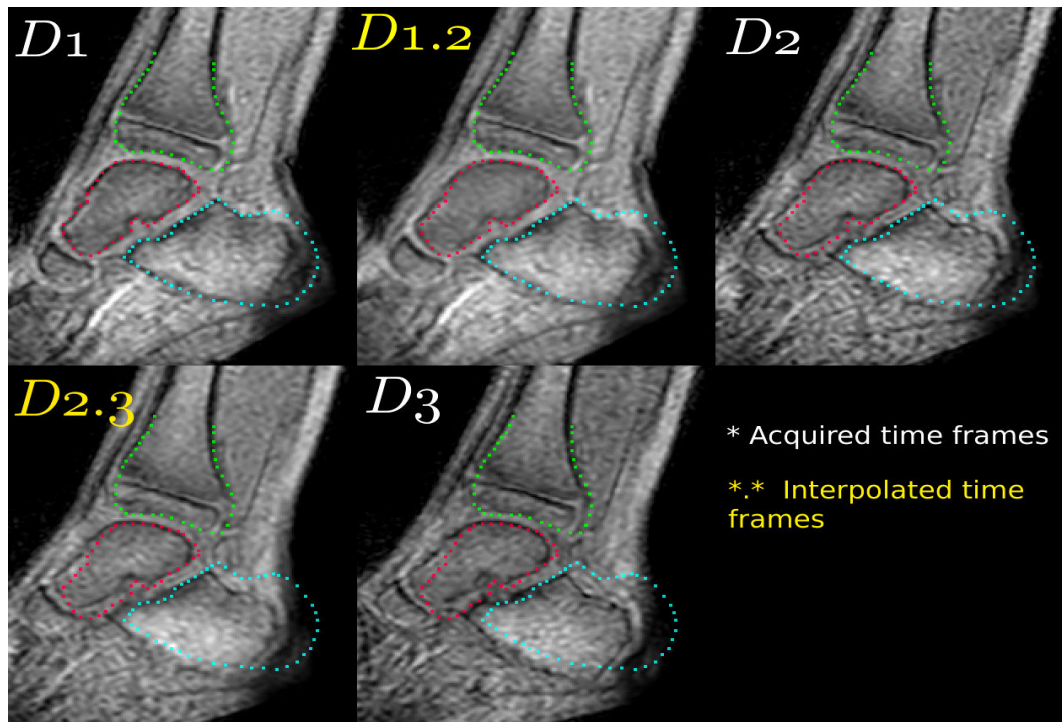 D1
D1.2
D2
D2.3
D3
* Acquired time frames
*.* Interpolated time
frames